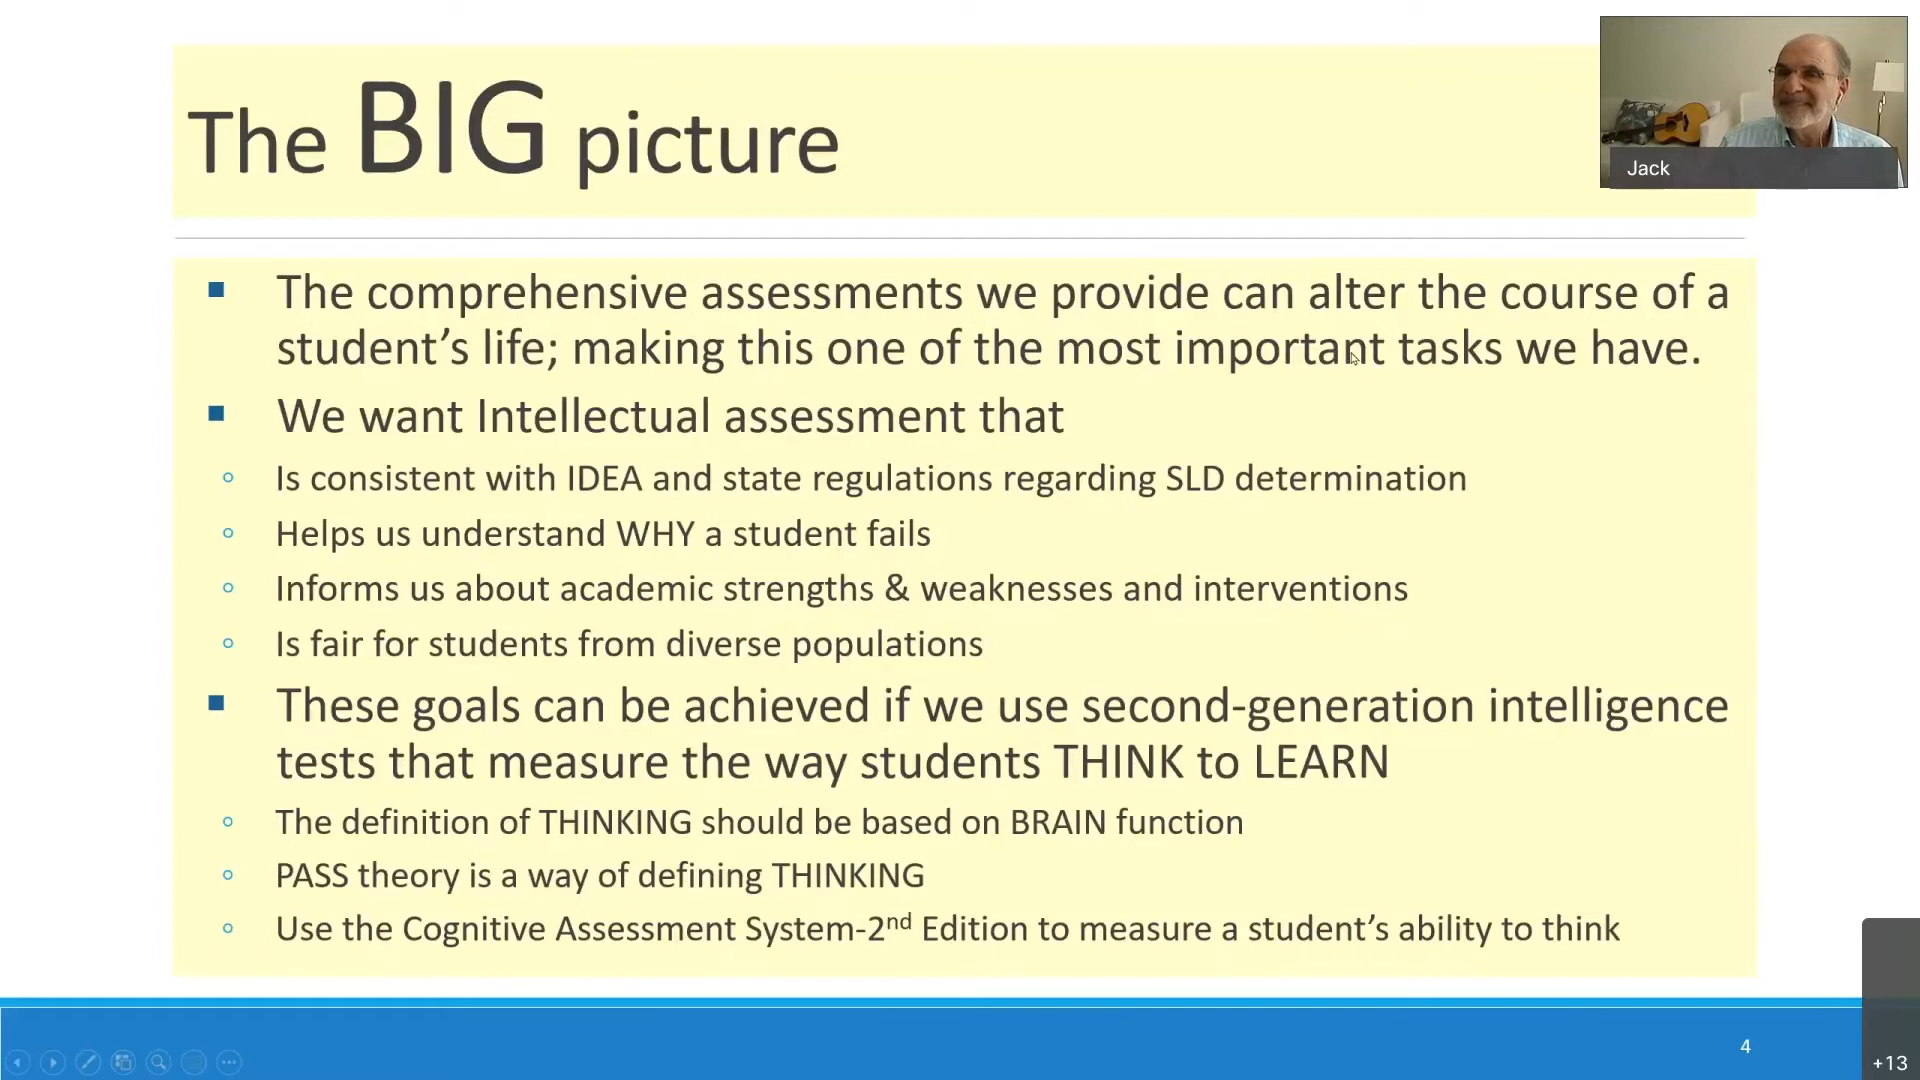 The BIG picture
Jack
The comprehensive assessments we provide can alter the course of a
student’s life; making this one of the most important tasks we have.
We want Intellectual assessment that
Is consistent with IDEA and state regulations regarding SLD determination
Helps us understand WHY a student fails
Informs us about academic strengths & weaknesses and interventions
Is fair for students from diverse populations
These goals can be achieved if we use second-generation intelligence
tests that measure the way students THINK to LEARN
The definition of THINKING should be based on BRAIN function
PASS theory is a way of defining THINKING
Use the Cognitive Assessment System-2nd Edition to measure a student’s ability to think
4
+13